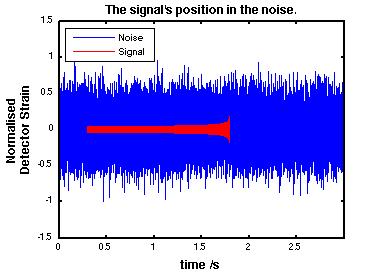 The signal's position in the noise.
Noise
Signal
1.5
1
0.5
0
-0.5
-1
-1.5
Normalised
Detector Strain
0
0.5
1
1.5
2
2.5
time /s